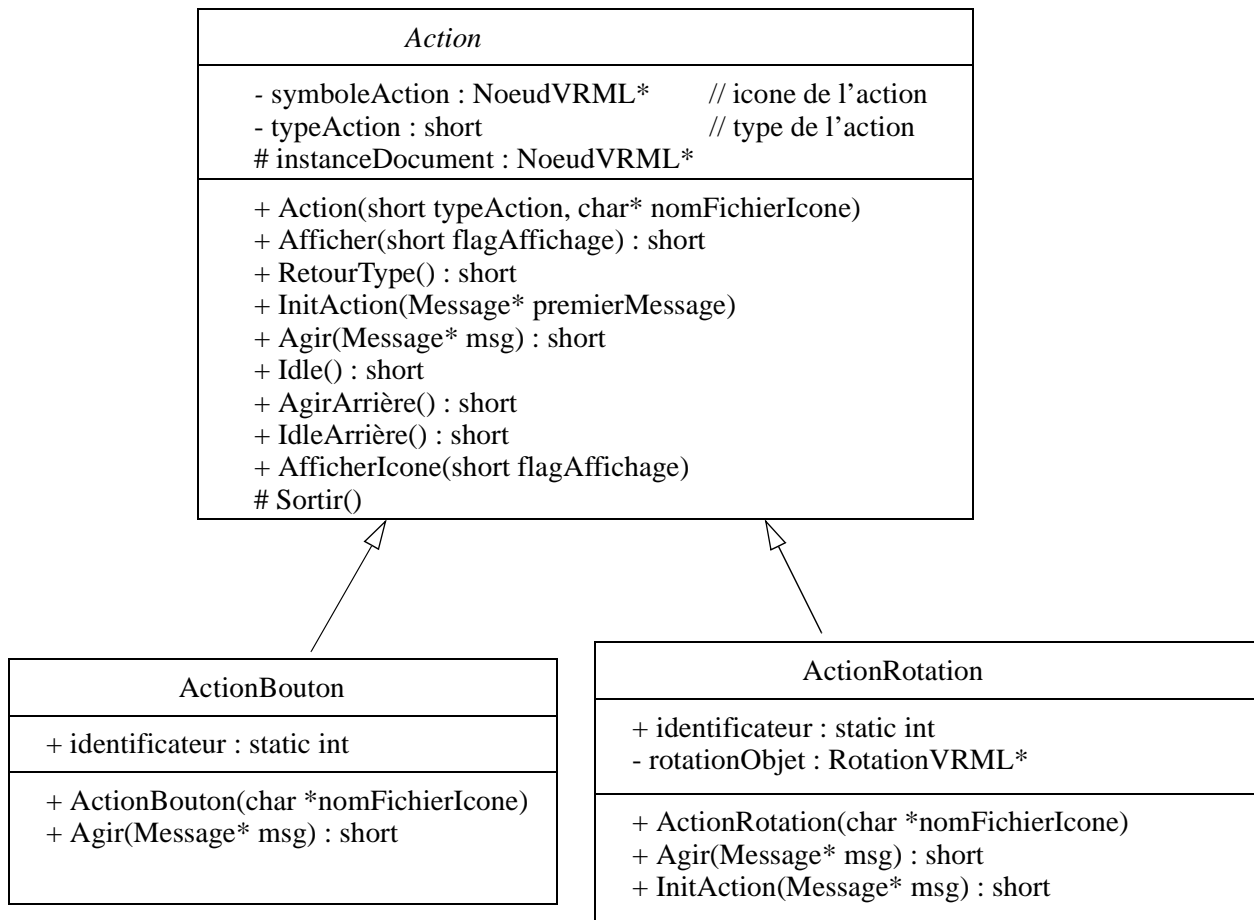 Action
- symboleAction : NoeudVRML* // icone de l’action
- typeAction : short // type de l’action
# instanceDocument : NoeudVRML*
+ Action(short typeAction, char* nomFichierIcone)
+ Afficher(short flagAffichage) : short
+ RetourType() : short
+ InitAction(Message* premierMessage)
+ Agir(Message* msg) : short
+ Idle() : short
+ AgirArrière() : short
+ IdleArrière() : short
+ AfficherIcone(short flagAffichage)
# Sortir()
ActionBouton
+ identificateur : static int
+ ActionBouton(char *nomFichierIcone)
+ Agir(Message* msg) : short
ActionRotation
+ identificateur : static int
- rotationObjet : RotationVRML*
+ ActionRotation(char *nomFichierIcone)
+ Agir(Message* msg) : short
+ InitAction(Message* msg) : short